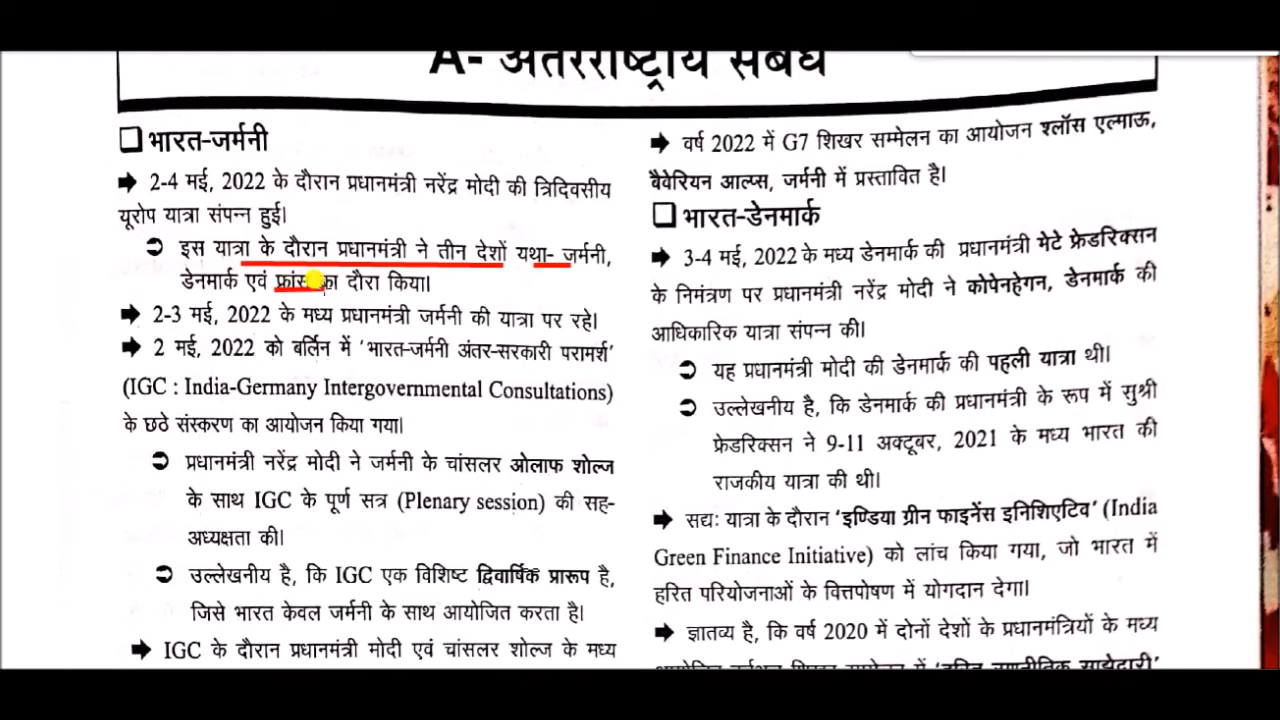 A- अंतरराष्ट्रीय संबंध
❑ भारत-जर्मनी
➡ 2-4 मई, 2022 के दौरान प्रधानमंत्री नरेंद्र मोदी की त्रिदिवसीय
यूरोप यात्रा संपन्न हुई।
➲ इस यात्रा के दौरान प्रधानमंत्री ने तीन देशों यथा- जर्मनी,
डेनमार्क एवं फ्रांस का दौरा किया।
➡ 2-3 मई, 2022 के मध्य प्रधानमंत्री जर्मनी की यात्रा पर रहे।
➡ 2 मई, 2022 को बर्लिन में 'भारत-जर्मनी अंतर-सरकारी परामर्श'
(IGC : India-Germany Intergovernmental Consultations)
के छठे संस्करण का आयोजन किया गया।
➲ प्रधानमंत्री नरेंद्र मोदी ने जर्मनी के चांसलर ओलाफ शोल्ज
के साथ IGC के पूर्ण सत्र (Plenary session) की सह-
अध्यक्षता की।
➲ उल्लेखनीय है, कि IGC एक विशिष्ट द्विवार्षिक प्रारूप है,
जिसे भारत केवल जर्मनी के साथ आयोजित करता है।
➡ IGC के दौरान प्रधानमंत्री मोदी एवं चांसलर शोल्ज के मध्य
➡ वर्ष 2022 में G7 शिखर सम्मेलन का आयोजन श्लॉस एल्माऊ,
बैवेरियन आल्प्स, जर्मनी में प्रस्तावित है।
❑ भारत-डेनमार्क
➡ 3-4 मई, 2022 के मध्य डेनमार्क की प्रधानमंत्री मेटे फ्रेडरिक्सन
के निमंत्रण पर प्रधानमंत्री नरेंद्र मोदी ने कोपेनहेगन, डेनमार्क की
आधिकारिक यात्रा संपन्न की।
➲ यह प्रधानमंत्री मोदी की डेनमार्क की पहली यात्रा थी।
➲ उल्लेखनीय है, कि डेनमार्क की प्रधानमंत्री के रूप में सुश्री
फ्रेडरिक्सन ने 9-11 अक्टूबर, 2021 के मध्य भारत की
राजकीय यात्रा की थी।
➡ सद्यः यात्रा के दौरान 'इण्डिया ग्रीन फाइनेंस इनिशिएटिव' (India
Green Finance Initiative) को लांच किया गया, जो भारत में
हरित परियोजनाओं के वित्तपोषण में योगदान देगा।
➡ ज्ञातव्य है, कि वर्ष 2020 में दोनों देशों के प्रधानमंत्रियों के मध्य